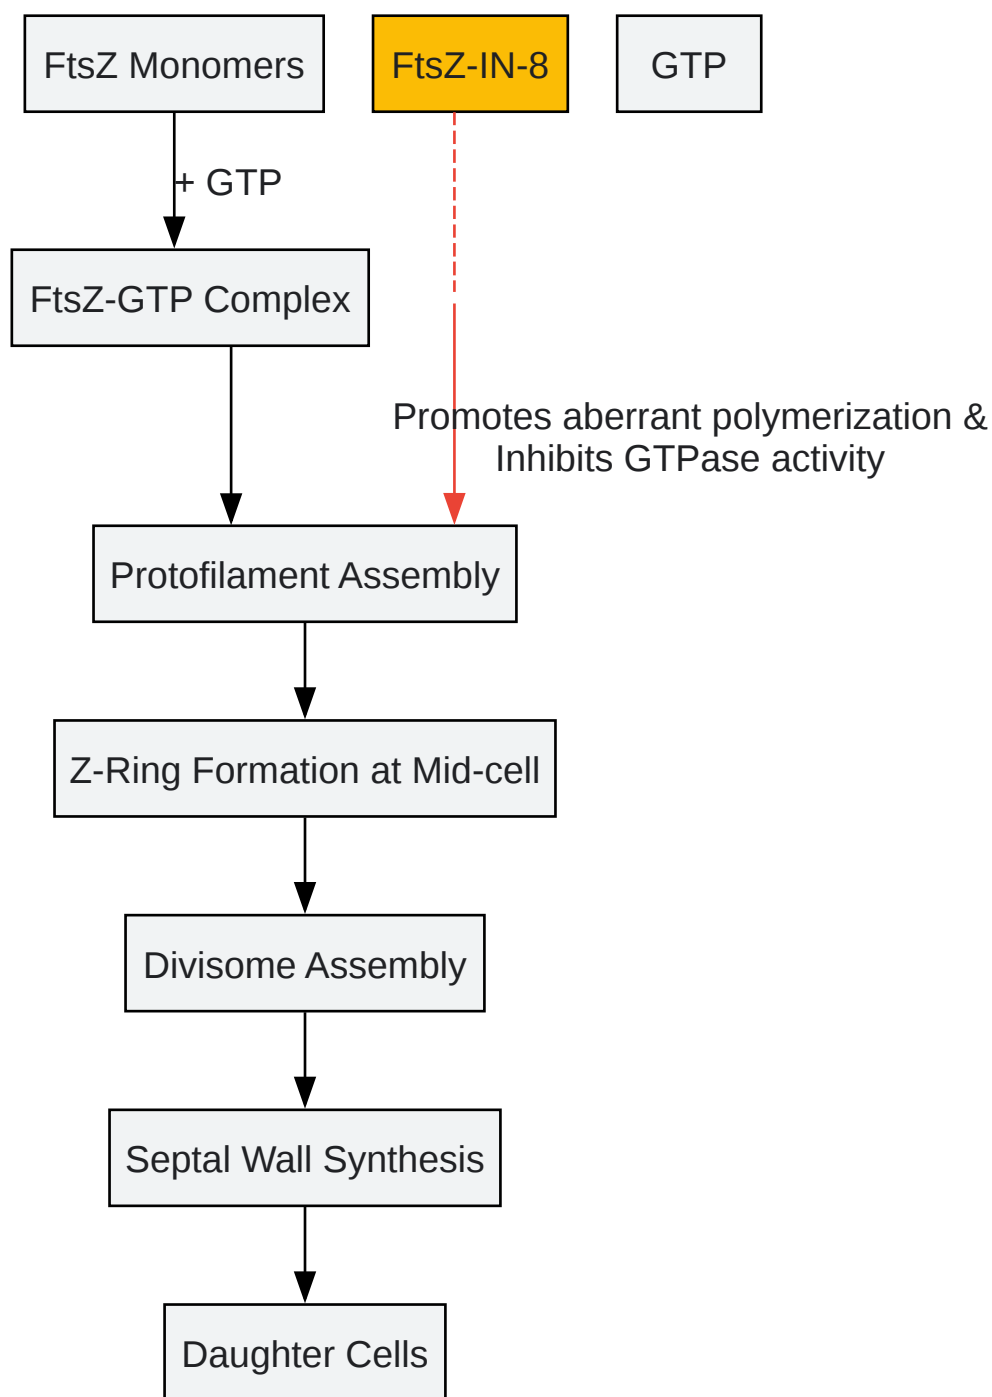 FtsZ Monomers
FtsZ-IN-8
GTP
+ GTP
FtsZ-GTP Complex
Promotes aberrant polymerization &
Inhibits GTPase activity
Protofilament Assembly
Z-Ring Formation at Mid-cell
Divisome Assembly
Septal Wall Synthesis
Daughter Cells